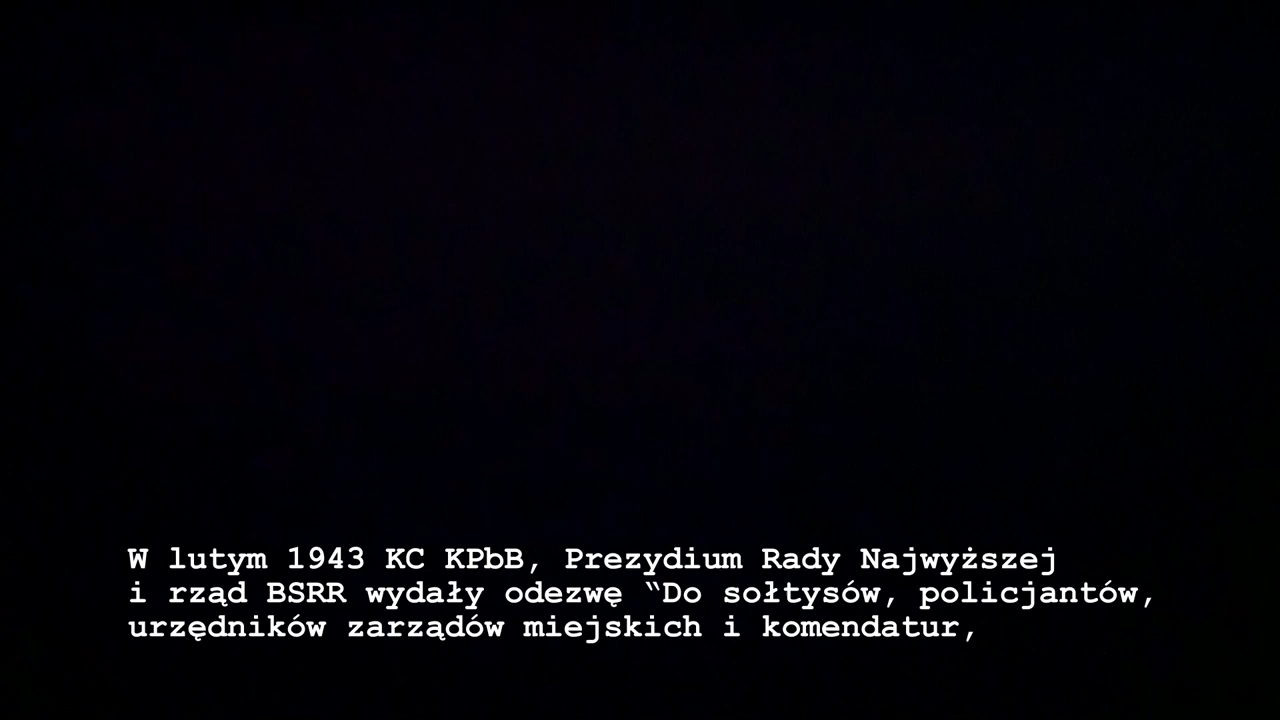 W lutym 1943 KC KPbB, Prezydium Rady Najwyższej
i rząd BSRR wydały odezwę “Do sołtysów, policjantów,
urzędników zarządów miejskich i komendatur,